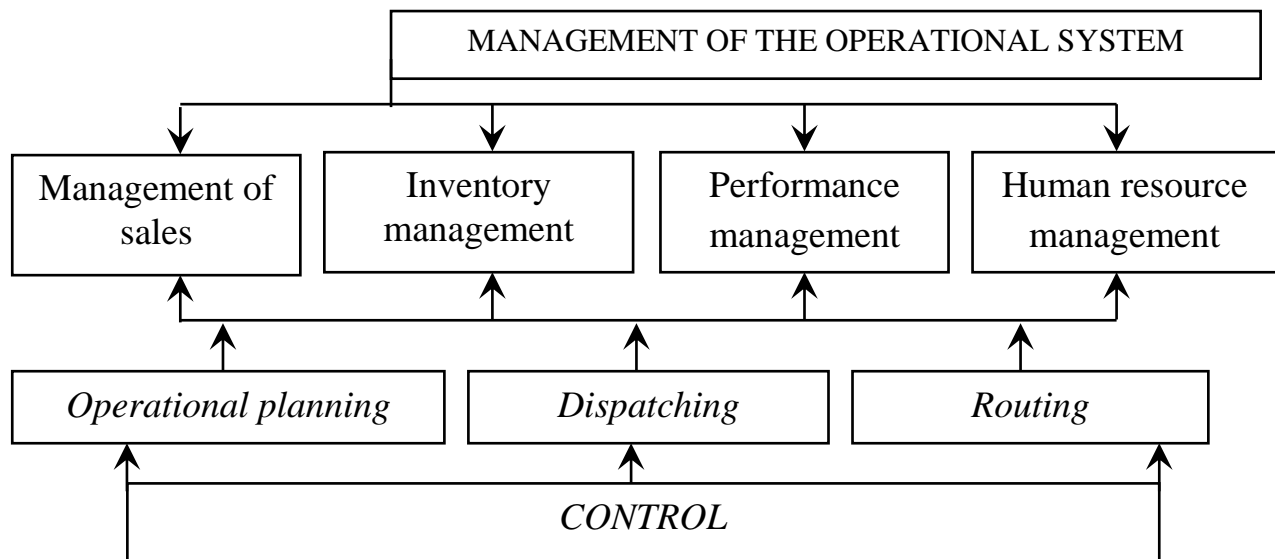 MANAGEMENT OF THE OPERATIONAL SYSTEM
Management of
sales
Inventory
management
Performance
management
Human resource
management
Operational planning
Dispatching
Routing
CONTROL